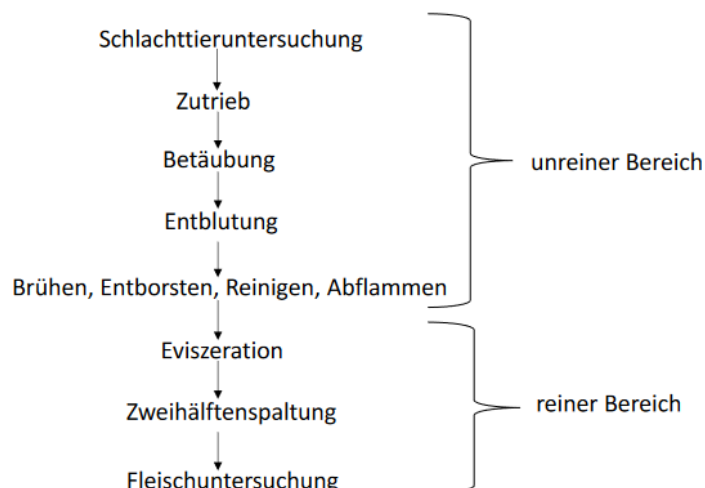 Schlachttieruntersuchung
Zutrieb
Betäubung
unreiner Bereich
Entblutung
Brühen, Entborsten, Reinigen, Abflammen
Eviszeration
Zweihälftenspaltung
reiner Bereich
Fleischuntersuchung